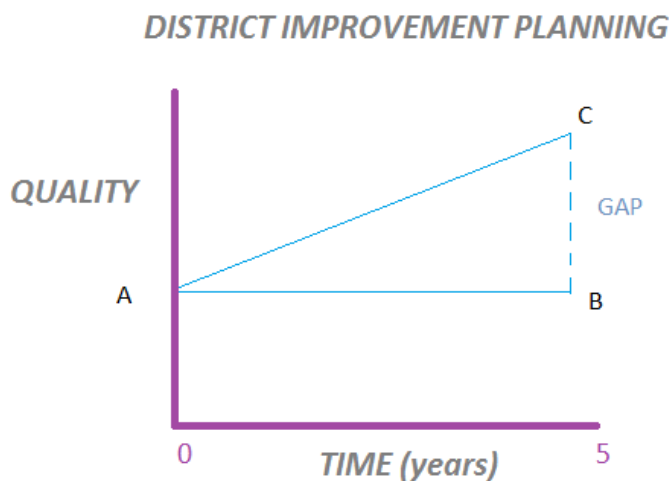 DISTRICT IMPROVEMENT PLANNING
C
QUALITY
GAP
A
B
0
5
TIME (years)